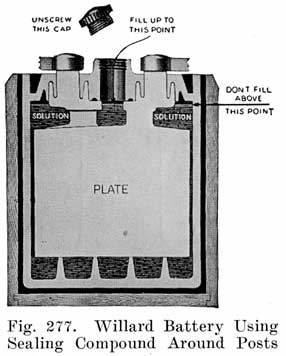 UNSCREW
THIS CAP
FILL UP TO
THIS POINT
DON'T FILL
ABOVE
THIS POINT
SOLUTION
SOLUTION
PLATE
Fig. 277. Willard Battery Using
Sealing Compound Around Posts